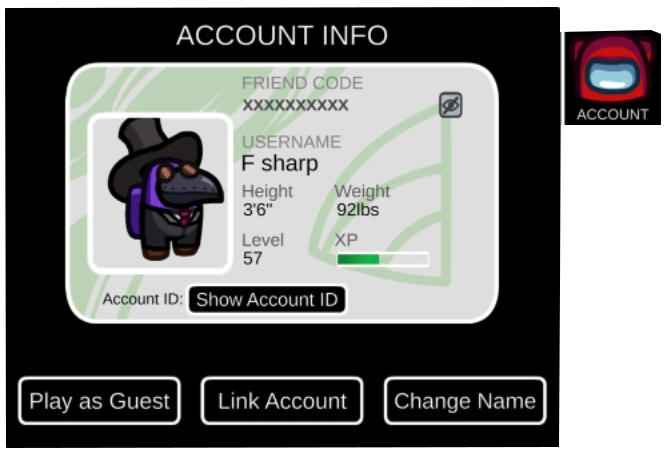 ACCOUNT INFO
FRIEND CODE
xxxxxxxxxx
USERNAME
F sharp
Height Weight
3'6" 92lbs
Level XP
57
Account ID: Show Account ID
Play as Guest Link Account Change Name
ACCOUNT